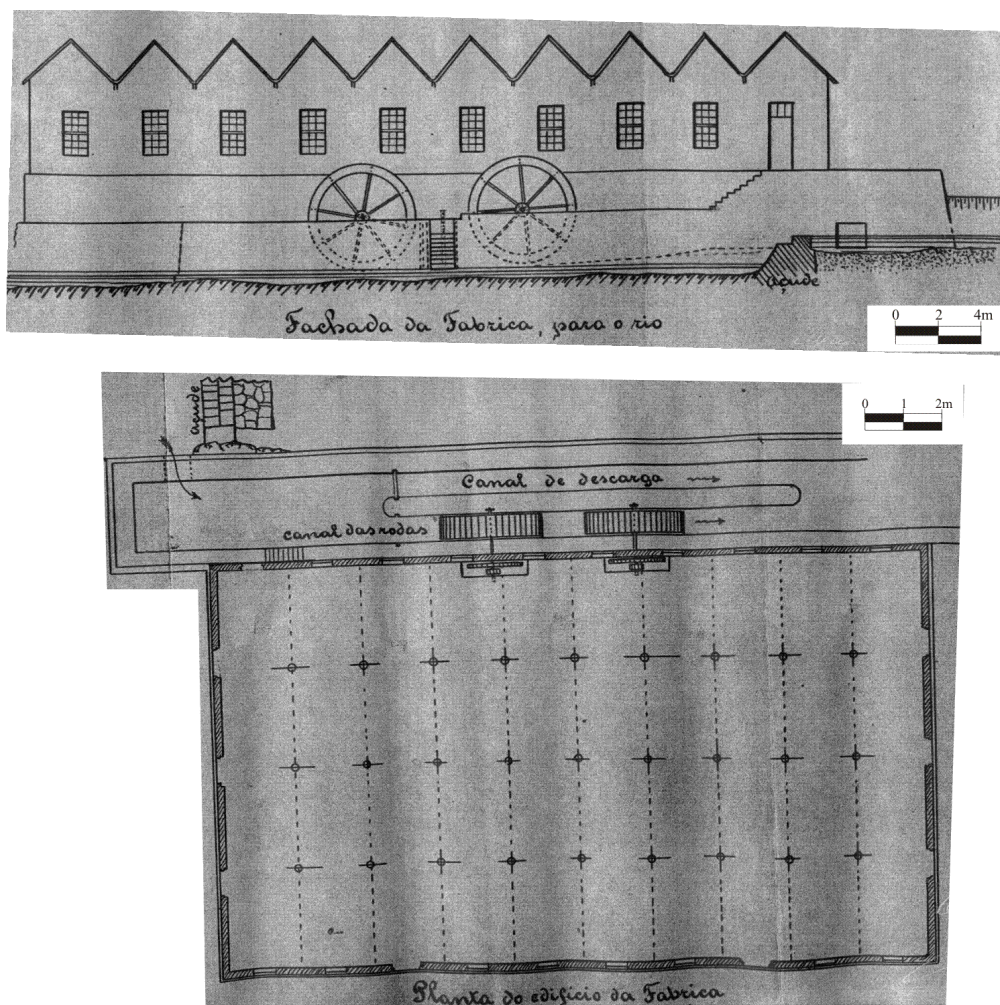 açude
Fachada da Fabrica, para o rio
0 2 4m
0 1 2m
açude
Canal de descarga
canal das rodas
Planta do edificio da Fabrica